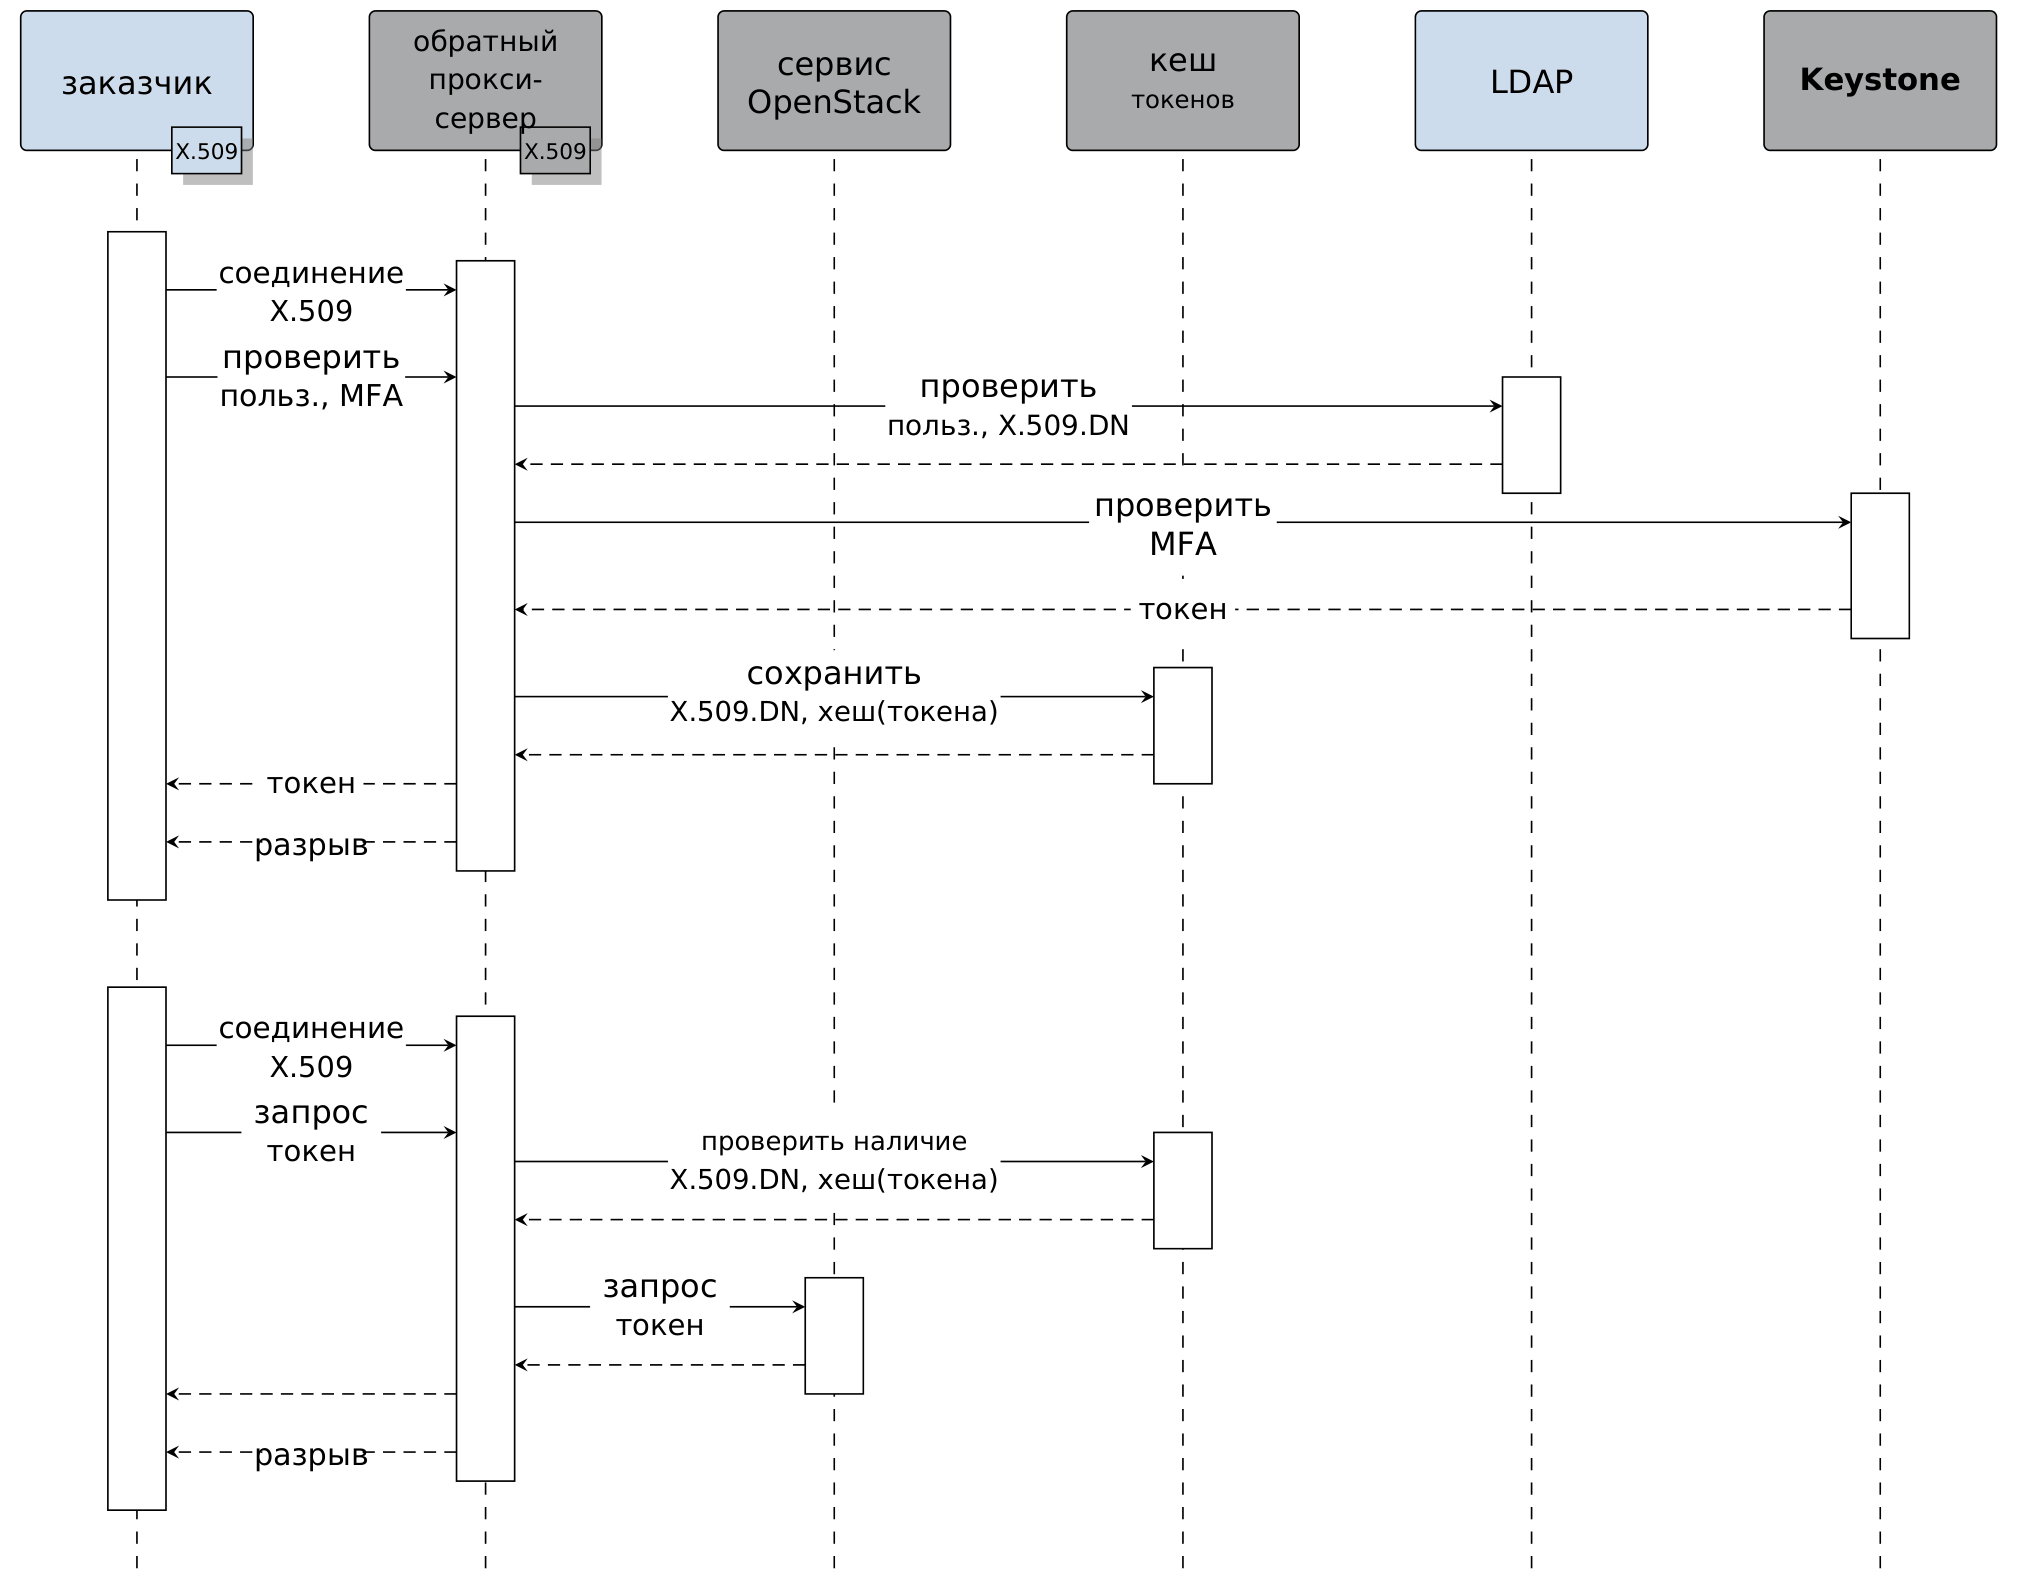 заказчик
X.509
обратный
прокси-
сервер
X.509
сервис
OpenStack
кеш
токенов
LDAP
Keystone
соединение
X.509
проверить
польз., MFA
проверить
польз., X.509.DN
проверить
MFA
токен
сохранить
X.509.DN, хеш(токена)
токен
разрыв
соединение
X.509
запрос
токен
проверить наличие
X.509.DN, хеш(токена)
запрос
токен
разрыв